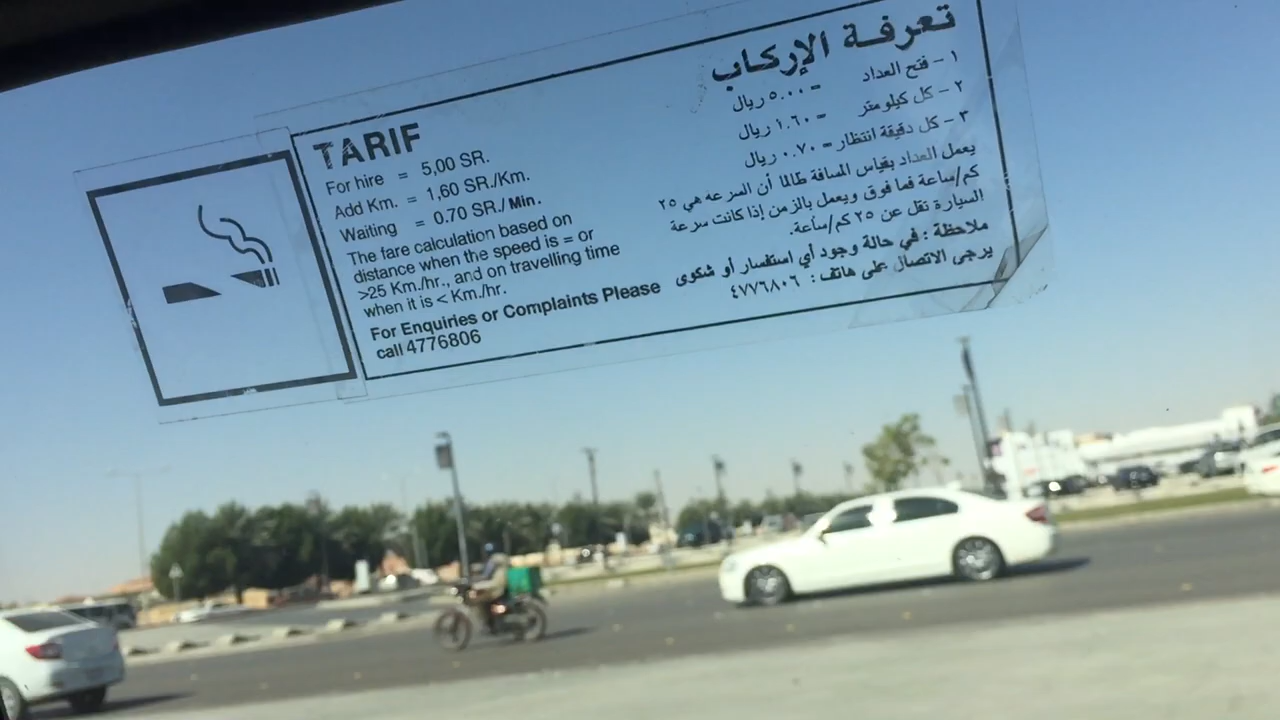 TARIF
For hire = 5,00 SR.
Add Km. = 1,60 SR./Km.
Waiting = 0.70 SR./ Min.
The fare calculation based on
distance when the speed is = or
>25 Km./hr., and on travelling time
when it is < Km./hr.
For Enquiries or Complaints Please
call 4776806
تعرفة الإركاب
١ - فتح العداد = ٥.٠٠ ريال
٢ - كل كيلو متر = ١.٦٠ ريال
٣ - كل دقيقة انتظار = ٠.٧٠ ريال
يعمل العداد بقياس المسافة طالما أن السرعه هي ٢٥
كم/ساعة فما فوق ويعمل بالزمن إذا كانت سرعة
السيارة تقل عن ٢٥ كم/ساعة.
ملاحظة : في حالة وجود أي استفسار أو شكوى
يرجى الاتصال على هاتف : ٤٧٧٦٨٠٦